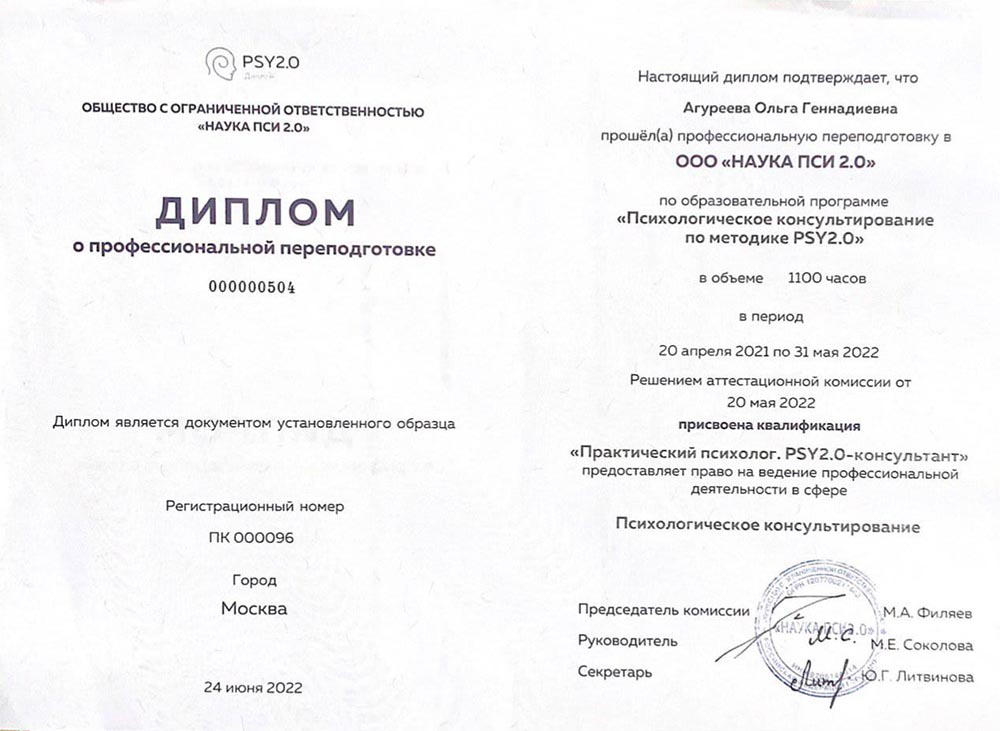 PSY2.0
Диплом
ОБЩЕСТВО С ОГРАНИЧЕННОЙ ОТВЕТСТВЕННОСТЬЮ
«НАУКА ПСИ 2.0»
ДИПЛОМ
о профессиональной переподготовке
000000504
Диплом является документом установленного образца
Регистрационный номер
ПК 000096
Город
Москва
24 июня 2022
Настоящий диплом подтверждает, что
Агуреева Ольга Геннадиевна
прошёл(а) профессиональную переподготовку в
ООО «НАУКА ПСИ 2.0»
по образовательной программе
«Психологическое консультирование
по методике PSY2.0»
в объеме 1100 часов
в период
20 апреля 2021 по 31 мая 2022
Решением аттестационной комиссии от
20 мая 2022
присвоена квалификация
«Практический психолог. PSY2.0-консультант»
предоставляет право на ведение профессиональной
деятельности в сфере
Психологическое консультирование
Председатель комиссии М.А. Филяев
«НАУКА ПСИ 2.0»
Руководитель М.Е. Соколова
Секретарь Ю.Г. Литвинова